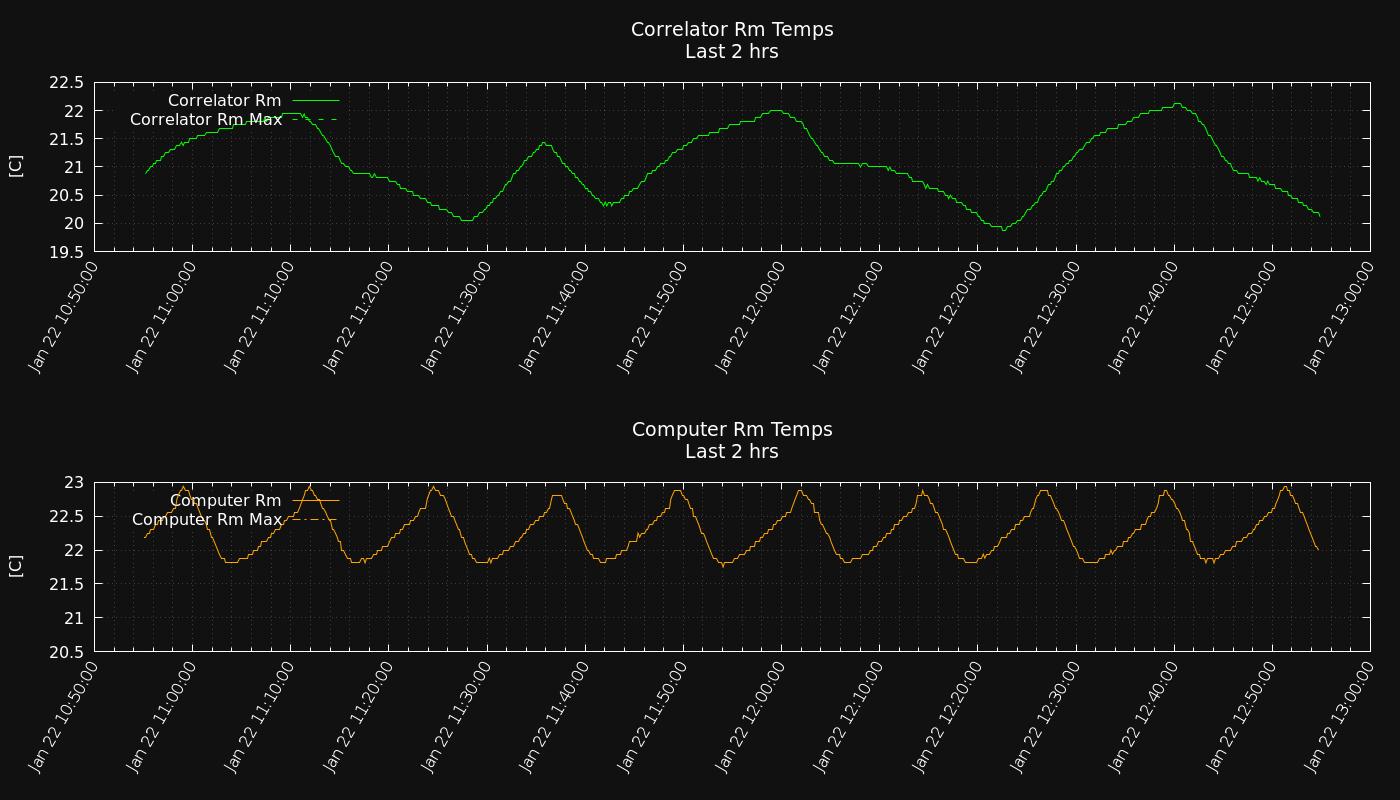 Correlator Rm Temps
Last 2 hrs
22.5
22
21.5
21
20.5
20
19.5
[C]
Correlator Rm
Correlator Rm Max
Jan 22 10:50:00
Jan 22 11:00:00
Jan 22 11:10:00
Jan 22 11:20:00
Jan 22 11:30:00
Jan 22 11:40:00
Jan 22 11:50:00
Jan 22 12:00:00
Jan 22 12:10:00
Jan 22 12:20:00
Jan 22 12:30:00
Jan 22 12:40:00
Jan 22 12:50:00
Jan 22 13:00:00
Computer Rm Temps
Last 2 hrs
23
22.5
22
21.5
21
20.5
[C]
Computer Rm
Computer Rm Max
Jan 22 10:50:00
Jan 22 11:00:00
Jan 22 11:10:00
Jan 22 11:20:00
Jan 22 11:30:00
Jan 22 11:40:00
Jan 22 11:50:00
Jan 22 12:00:00
Jan 22 12:10:00
Jan 22 12:20:00
Jan 22 12:30:00
Jan 22 12:40:00
Jan 22 12:50:00
Jan 22 13:00:00